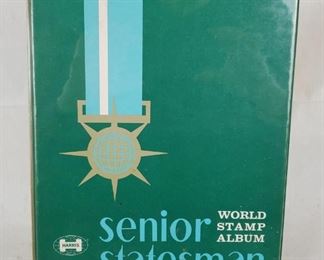 senior
WORLD
STAMP
ALBUM
HARRIS
statesman